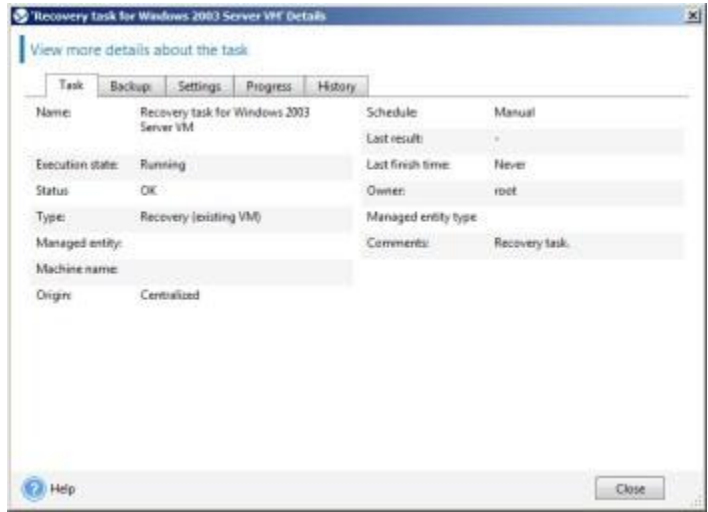 'Recovery task for Windows 2003 Server VM' Details
View more details about the task
Task Backup: Settings Progress History
Name: Recovery task for Windows 2003
Server VM
Execution state: Running
Status OK
Type: Recovery (existing VM)
Managed entity:
Machine name:
Origin: Centralized
Schedule Manual
Last result: -
Last finish time: Never
Owner: root
Managed entity type
Comments: Recovery task.
Help
Close